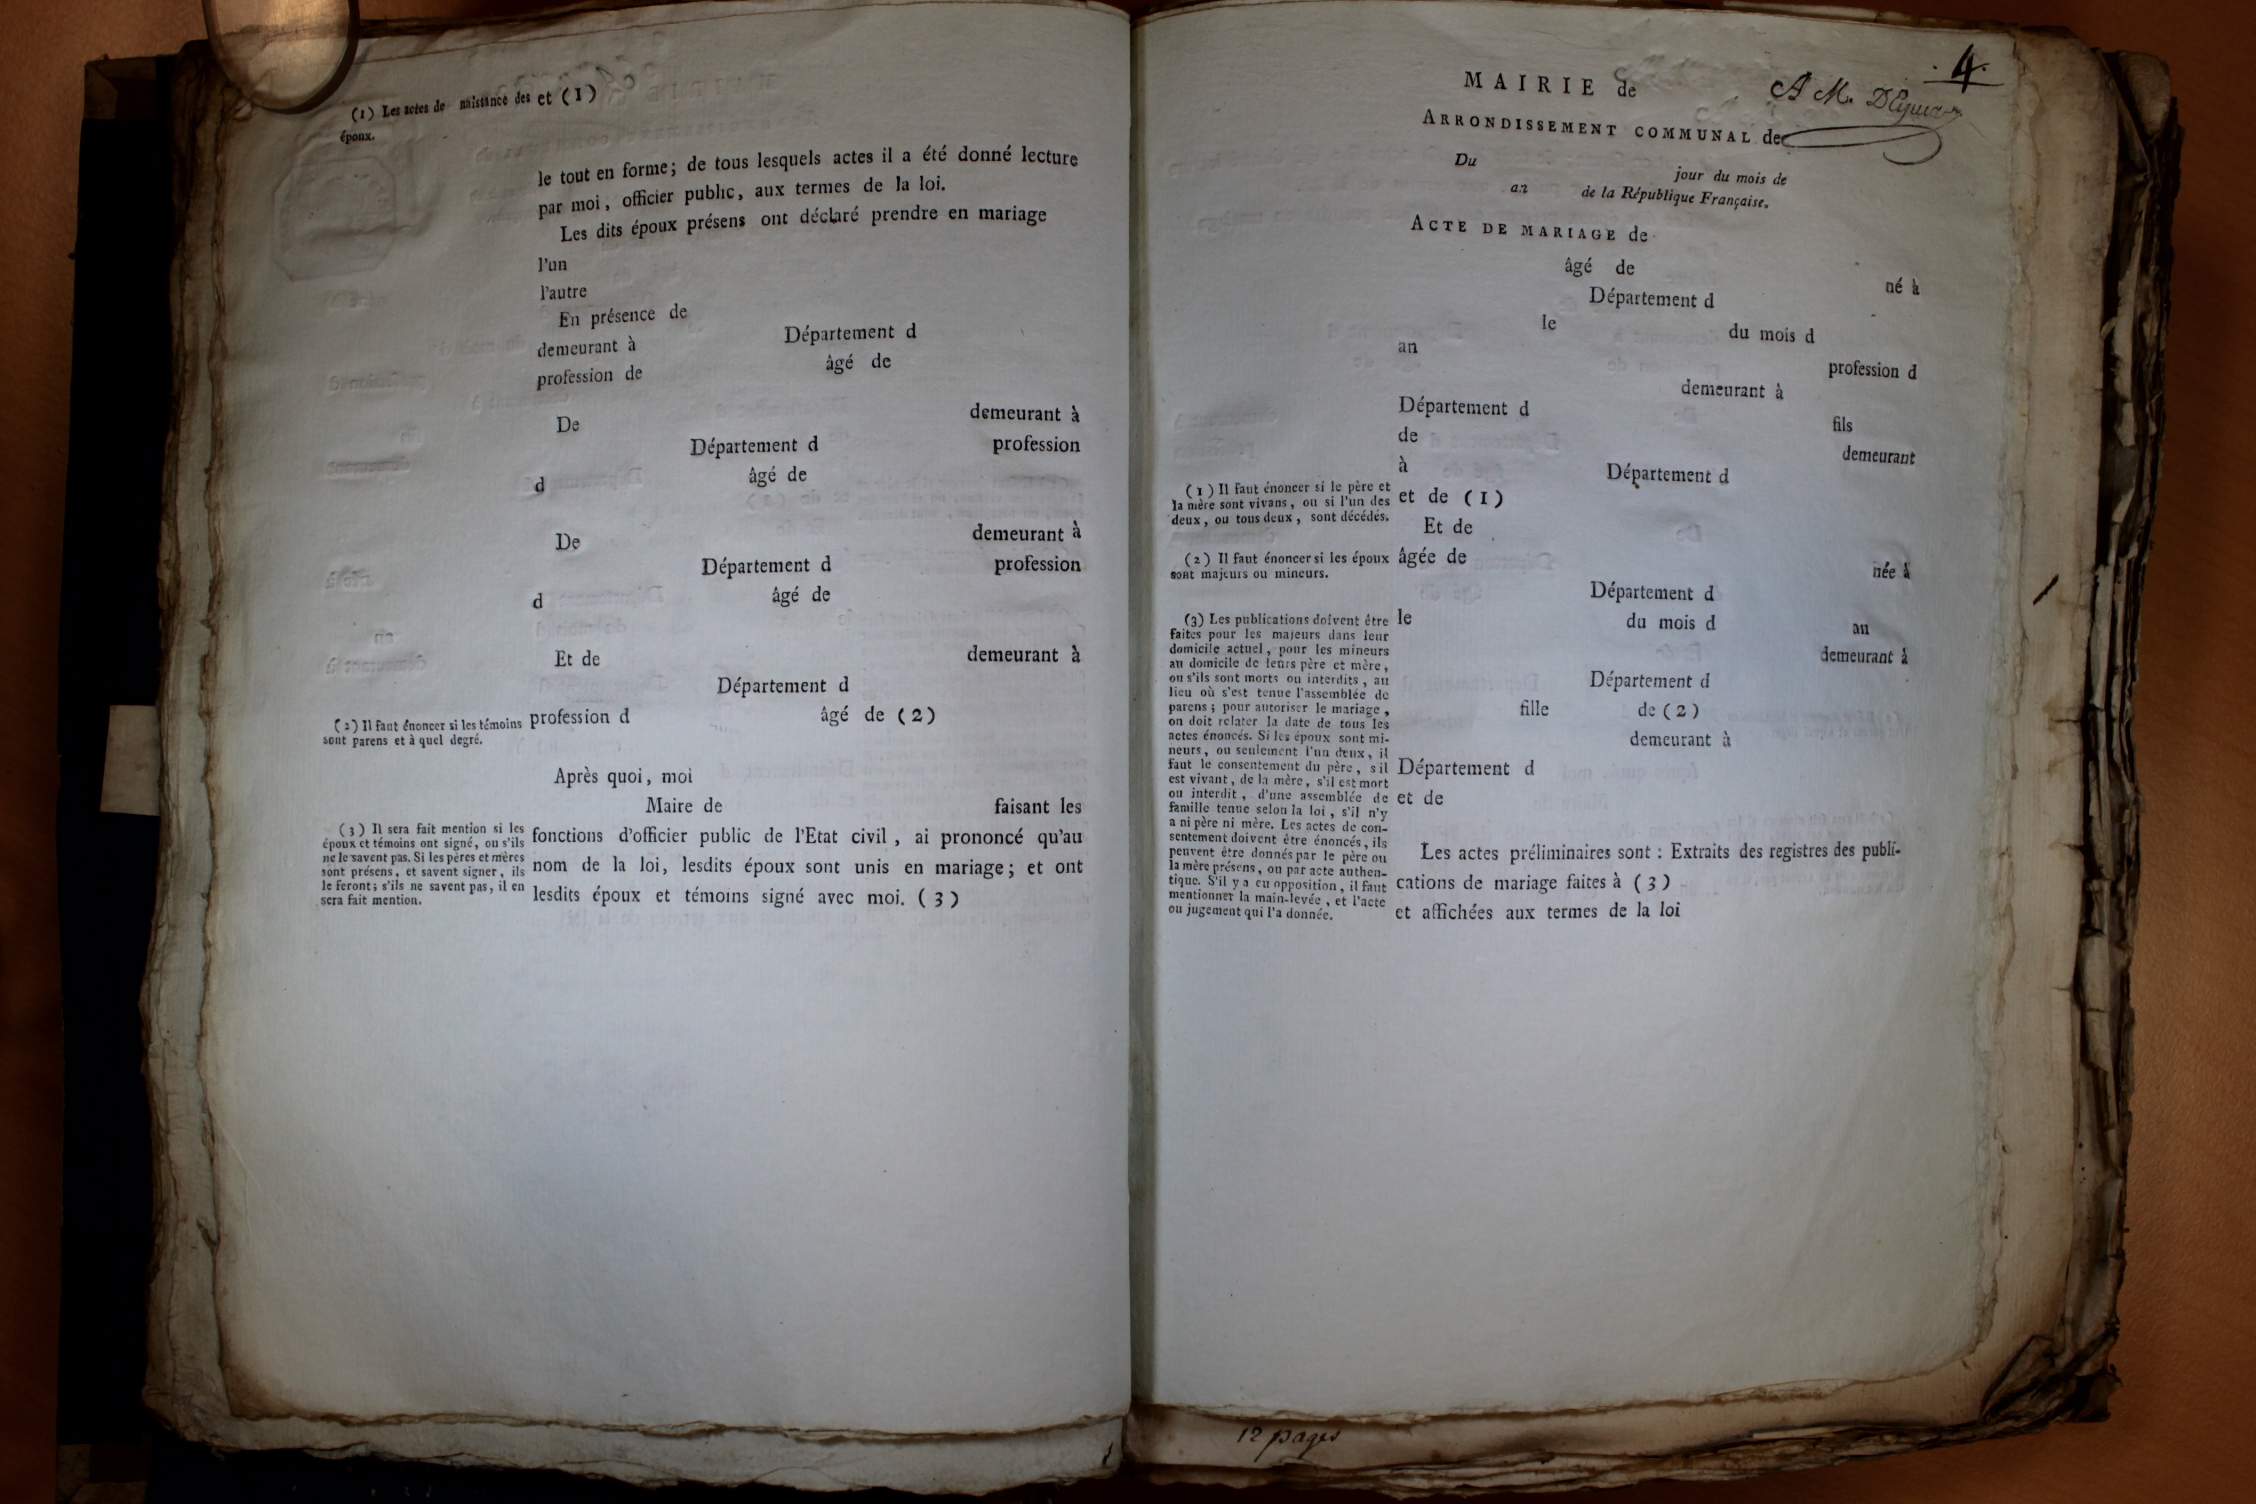 (1) Les actes de naissance des
époux.
et (1)
le tout en forme; de tous lesquels actes il a été donné lecture
par moi, officier public, aux termes de la loi.
Les dits époux présens ont déclaré prendre en mariage
l'un
l'autre
En présence de
demeurant à Département d
profession de âgé de
De demeurant à
Département d profession
d âgé de
De demeurant à
Département d profession
d âgé de
Et de demeurant à
Département d
profession d âgé de (2)
(2) Il faut énoncer si les témoins
sont parens et à quel degré.
Après quoi, moi
Maire de faisant les
fonctions d'officier public de l'Etat civil, ai prononcé qu'au
nom de la loi, lesdits époux sont unis en mariage; et ont
lesdits époux et témoins signé avec moi. (3)
(3) Il sera fait mention si les
époux et témoins ont signé, ou s'ils
ne le savent pas. Si les pères et mères
sont présens, et savent signer, ils
le feront; s'ils ne savent pas, il en
sera fait mention.
4.
MAIRIE de
A M.
ARRONDISSEMENT COMMUNAL de
Du jour du mois de
an de la République Française.
ACTE DE MARIAGE de
âgé de né à
Département d
le du mois d
an profession d
demeurant à
Département d fils
de demeurant
à Département d
et de (1)
Et de
âgée de née à
Département d
le du mois d an
demeurant à
Département d
fille de (2)
demeurant à
Département d
et de
Les actes préliminaires sont : Extraits des registres des publi-
cations de mariage faites à (3)
et affichées aux termes de la loi
(1) Il faut énoncer si le père et
la mère sont vivans, ou si l'un des
deux, ou tous deux, sont décédés.
(2) Il faut énoncer si les époux
sont majeurs ou mineurs.
(3) Les publications doivent être
faites pour les majeurs dans leur
domicile actuel, pour les mineurs
au domicile de leurs père et mère,
ou s'ils sont morts ou interdits, au
lieu où s'est tenue l'assemblée de
parens; pour autoriser le mariage,
on doit relater la date de tous les
actes énoncés. Si les époux sont mi-
neurs, ou seulement l'un deux, il
faut le consentement du père, s'il
est vivant, de la mère, s'il est mort
ou interdit, d'une assemblée de
famille tenue selon la loi, s'il n'y
a ni père ni mère. Les actes de con-
sentement doivent être énoncés, ils
peuvent être donnés par le père ou
la mère présens, ou par acte authen-
tique. S'il y a eu opposition, il faut
mentionner la main-levée, et l'acte
ou jugement qui l'a donnée.
12 pages